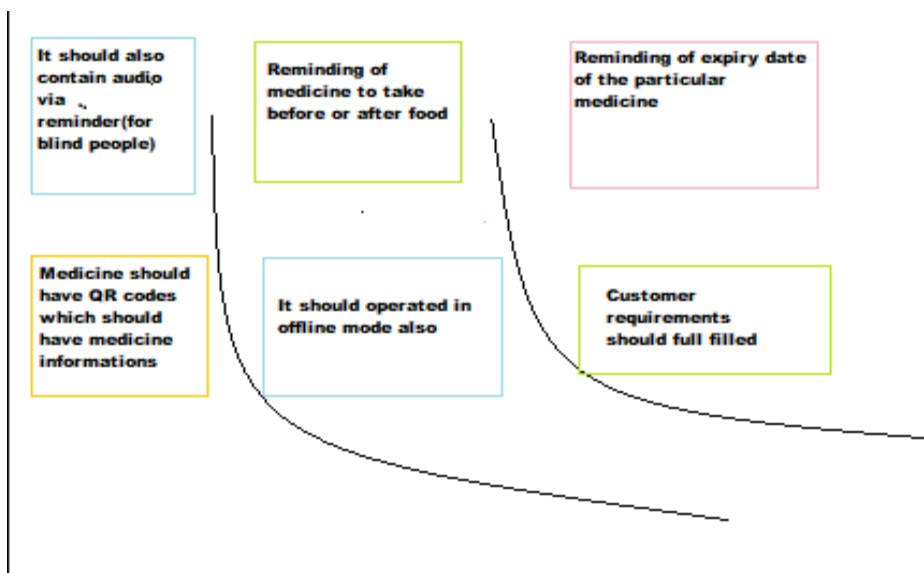 It should also
contain audio
via
reminder(for
blind people)
Reminding of
medicine to take
before or after food
Reminding of expiry date
of the particular
medicine
Medicine should
have QR codes
which should
have medicine
informations
It should operated in
offline mode also
Customer
requirements
should full filled